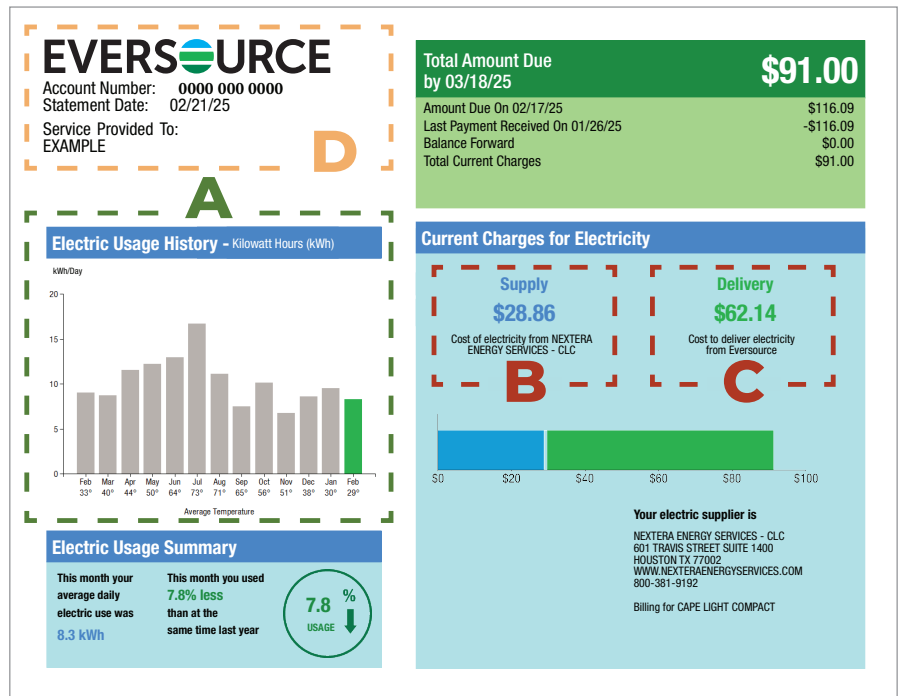 EVERSOURCE
Account Number: 0000 000 0000
Statement Date: 02/21/25
Service Provided To:
EXAMPLE
D
Total Amount Due
by 03/18/25
$91.00
Amount Due On 02/17/25 $116.09
Last Payment Received On 01/26/25 -$116.09
Balance Forward $0.00
Total Current Charges $91.00
A
Electric Usage History - Kilowatt Hours (kWh)
kWh/Day
20
15
10
5
0
Feb Mar Apr May Jun Jul Aug Sep Oct Nov Dec Jan Feb
33° 40° 44° 50° 64° 73° 71° 65° 56° 51° 38° 30° 29°
Average Temperature
Electric Usage Summary
This month your
average daily
electric use was
8.3 kWh
This month you used
7.8% less
than at the
same time last year
7.8 %
USAGE
Current Charges for Electricity
Supply
$28.86
Cost of electricity from NEXTERA
ENERGY SERVICES - CLC
B
Delivery
$62.14
Cost to deliver electricity
from Eversource
C
$0 $20 $40 $60 $80 $100
Your electric supplier is
NEXTERA ENERGY SERVICES - CLC
601 TRAVIS STREET SUITE 1400
HOUSTON TX 77002
WWW.NEXTERAENERGYSERVICES.COM
800-381-9192
Billing for CAPE LIGHT COMPACT